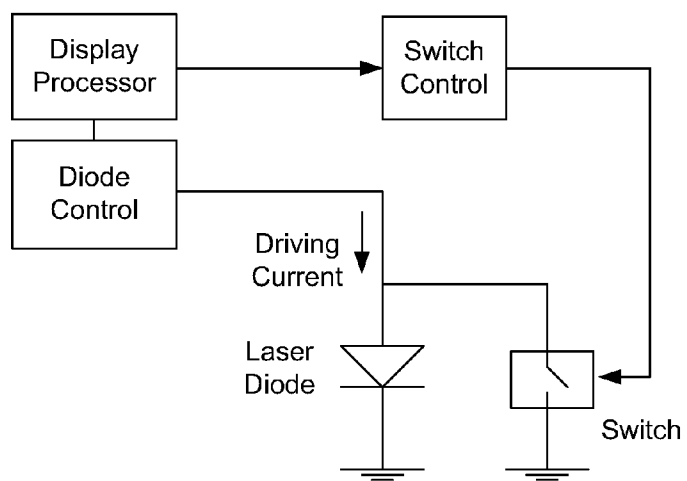 Display
Processor
Switch
Control
Diode
Control
Driving
Current
Laser
Diode
Switch